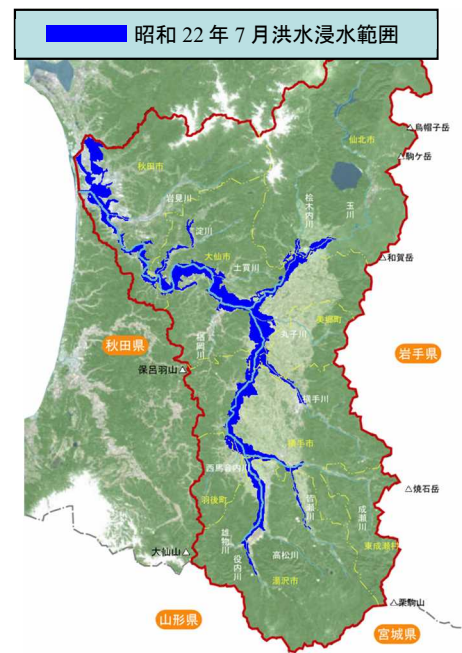 昭和 22 年 7 月洪水浸水範囲
仙北市
△烏帽子岳
△駒ケ岳
秋田市
岩見川
桧木内川
玉川
淀川
大仙市
土買川
△和賀岳
美郷町
丸子川
秋田県
楢岡川
岩手県
保呂羽山△
横手川
横手市
西馬音内川
△焼石岳
羽後町
皆瀬川
成瀬川
雄物川
東成瀬村
大仙山△
役内川
高松川
湯沢市
△栗駒山
山形県
宮城県